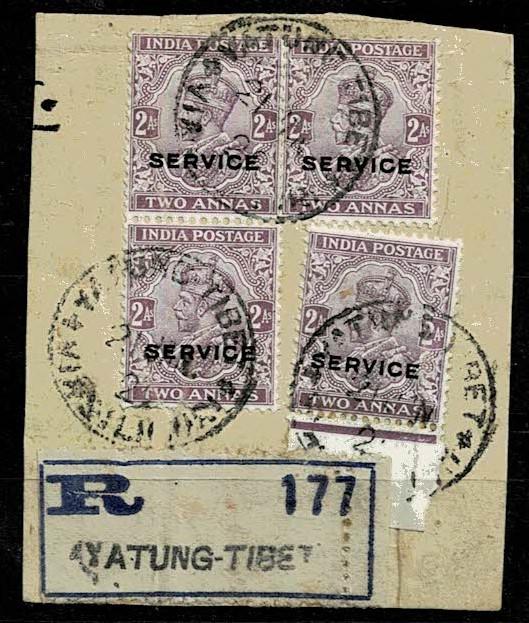 INDIA POSTAGE INDIA POSTAGE
2As 2As 2As 2As
SERVICE SERVICE
TWO ANNAS TWO ANNAS
INDIA POSTAGE
2As 2As
SERVICE
TWO ANNAS
INDIA POSTAGE
2As
SERVICE
TWO ANNAS
R 177
YATUNG-TIBET